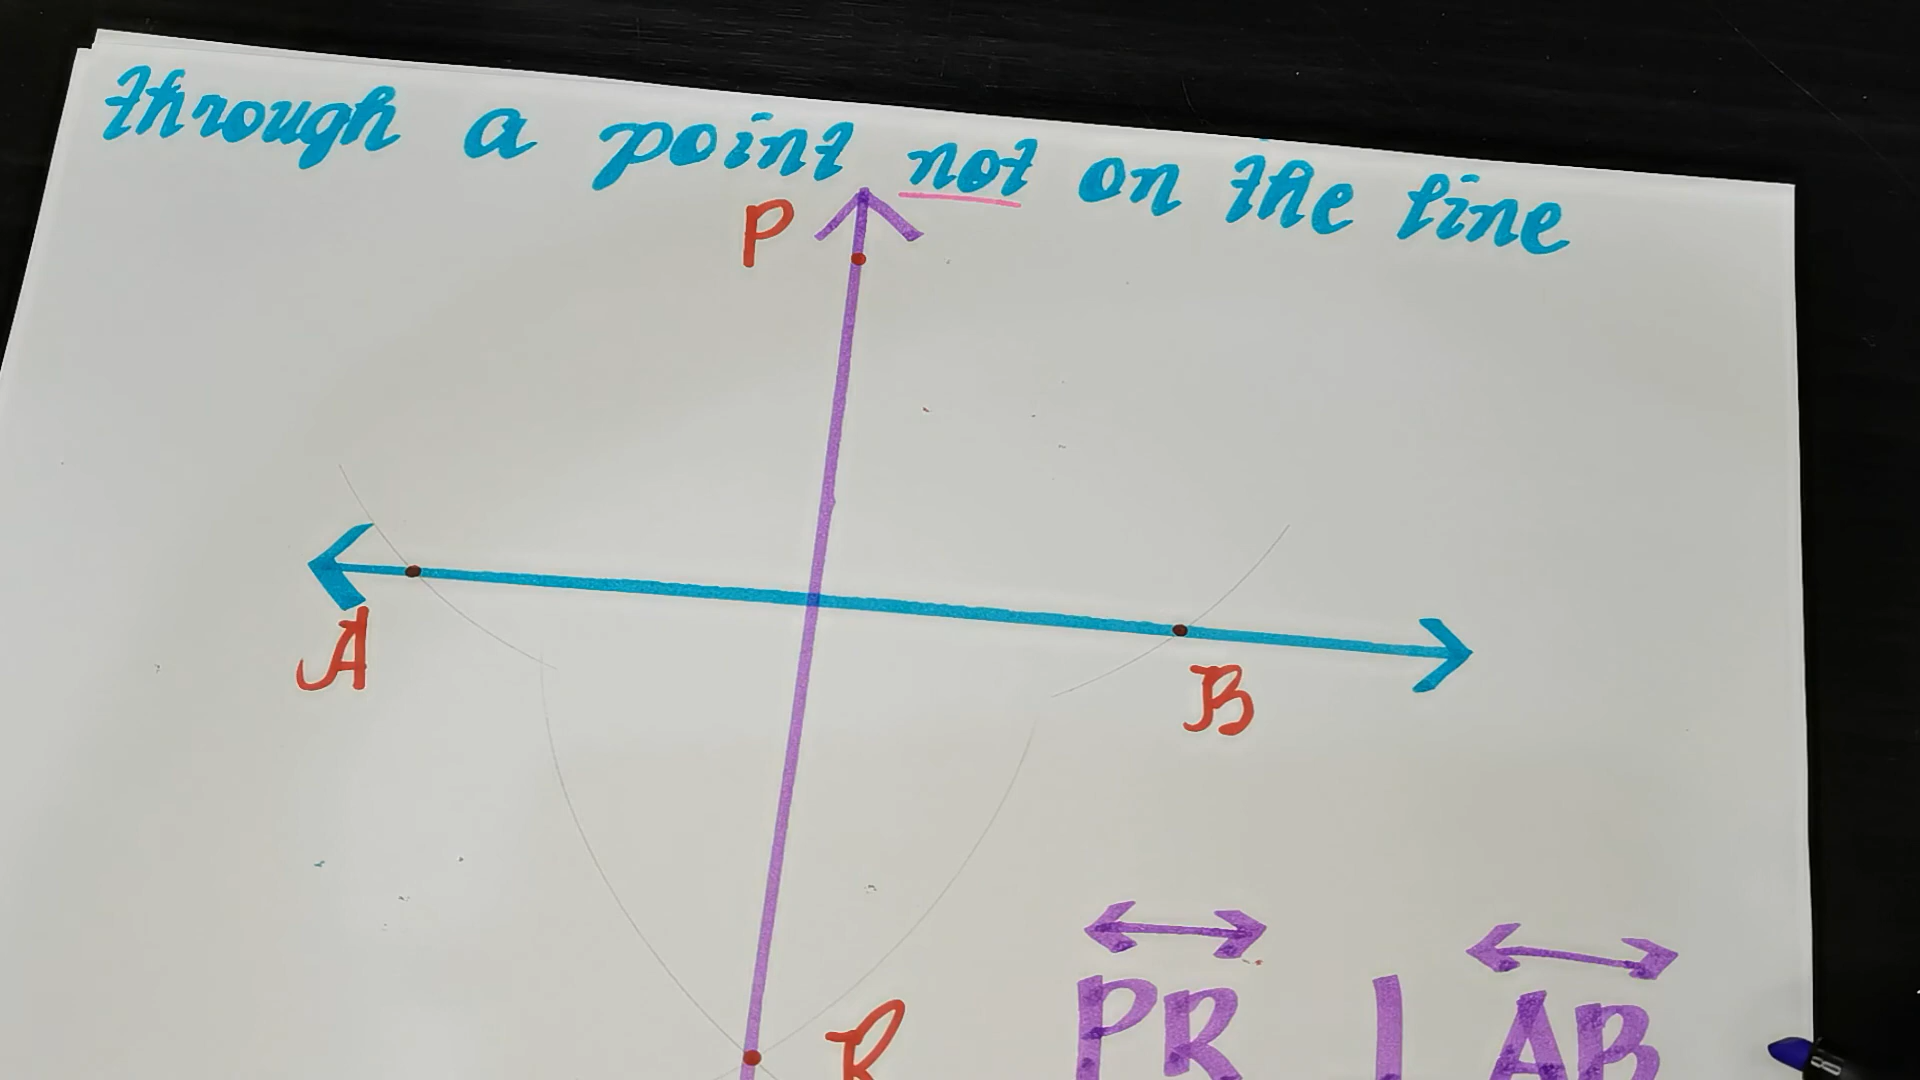 through a point not on the line
P
A
B
R
PR ⊥ AB